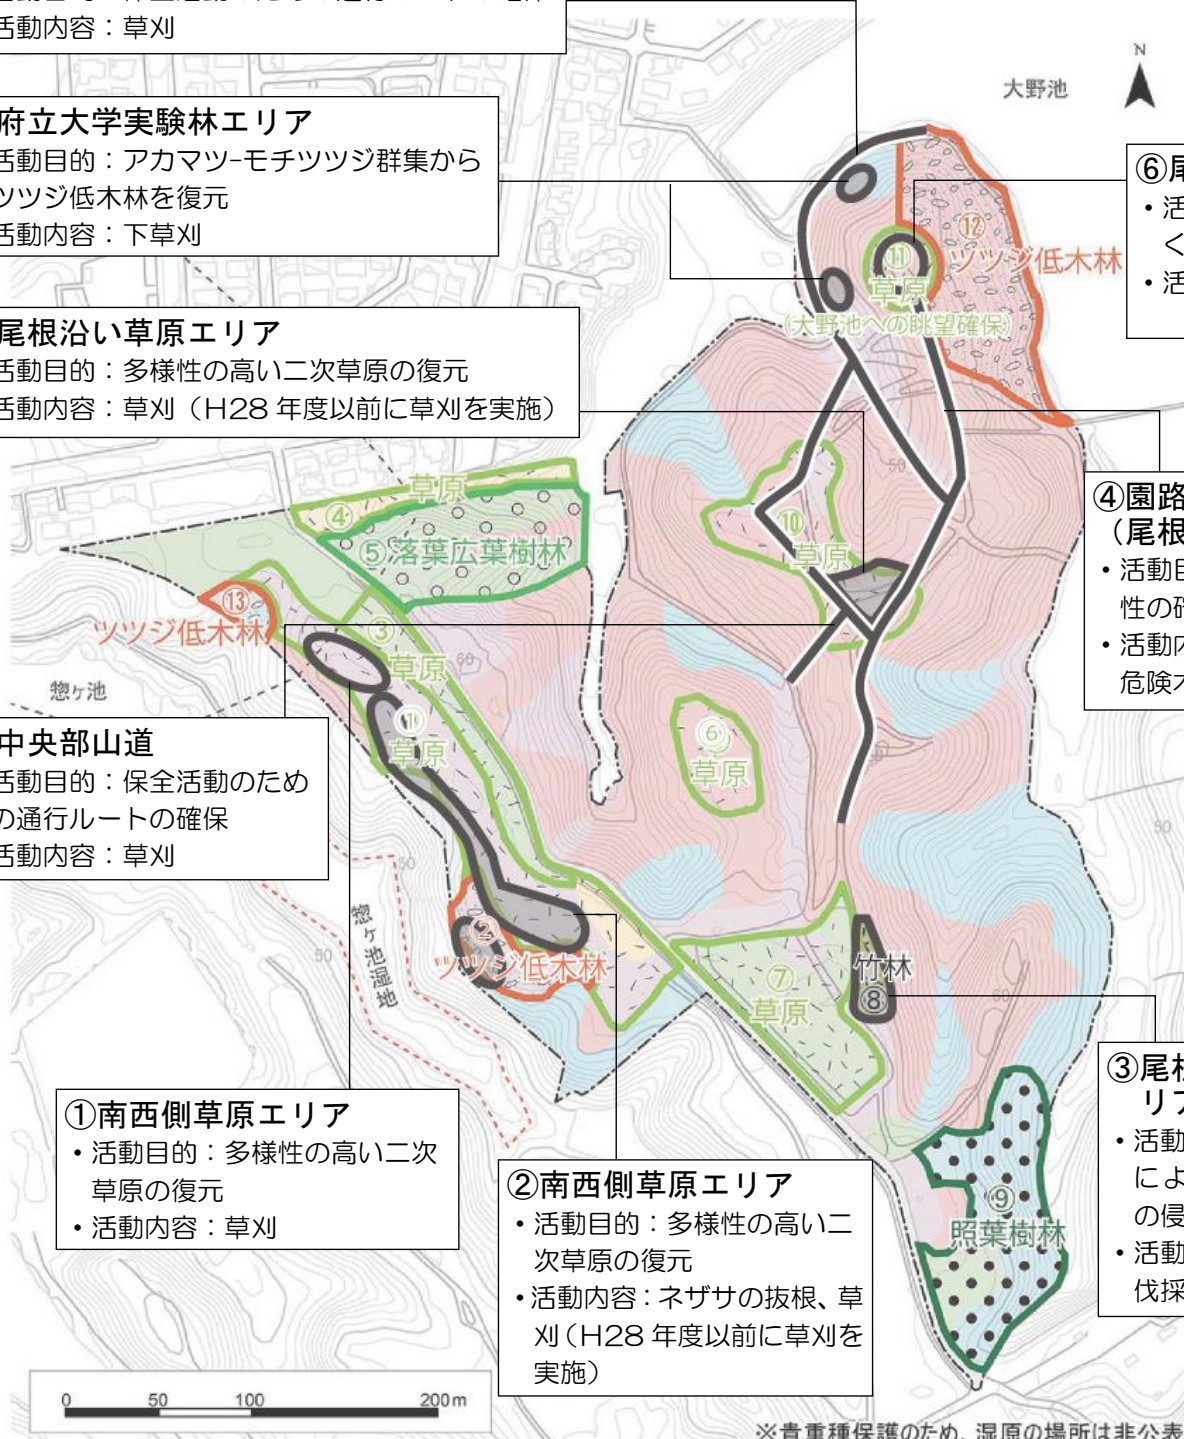 活動内容：草刈
府立大学実験林エリア
活動目的：アカマツ-モチツツジ群集から
ツツジ低木林を復元
活動内容：下草刈
尾根沿い草原エリア
活動目的：多様性の高い二次草原の復元
活動内容：草刈（H28 年度以前に草刈を実施）
中央部山道
活動目的：保全活動のため
の通行ルートの確保
活動内容：草刈
①南西側草原エリア
・活動目的：多様性の高い二次
草原の復元
・活動内容：草刈
②南西側草原エリア
・活動目的：多様性の高い二
次草原の復元
・活動内容：ネザサの抜根、草
刈（H28 年度以前に草刈を
実施）
③尾根
リア
・活動
によ
の侵
・活動
伐採
④園路
（尾根
・活動目
性の確
・活動内
危険木
⑥尾
・活
く
・活
大野池
N
⑫
ツツジ低木林
⑪
草原
(大野池への眺望確保)
50
⑩
草原
④
草原
⑤落葉広葉樹林
⑬
ツツジ低木林
③
草原
60
惣ヶ池
①
草原
⑥
草原
50
50
50
惣ヶ池湿地
②
ツツジ低木林
⑦
草原
竹林
⑧
⑨
照葉樹林
0 50 100 200m
※貴重種保護のため、湿原の場所は非公表